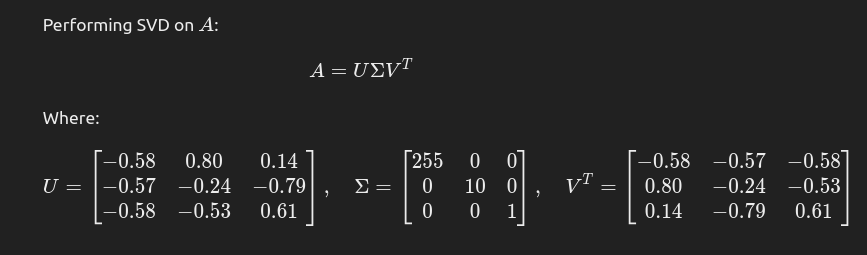 Performing SVD on A:
A = UΣV^T
Where:
U = [−0.58 0.80 0.14; −0.57 −0.24 −0.79; −0.58 −0.53 0.61], Σ = [255 0 0; 0 10 0; 0 0 1], V^T = [−0.58 −0.57 −0.58; 0.80 −0.24 −0.53; 0.14 −0.79 0.61]